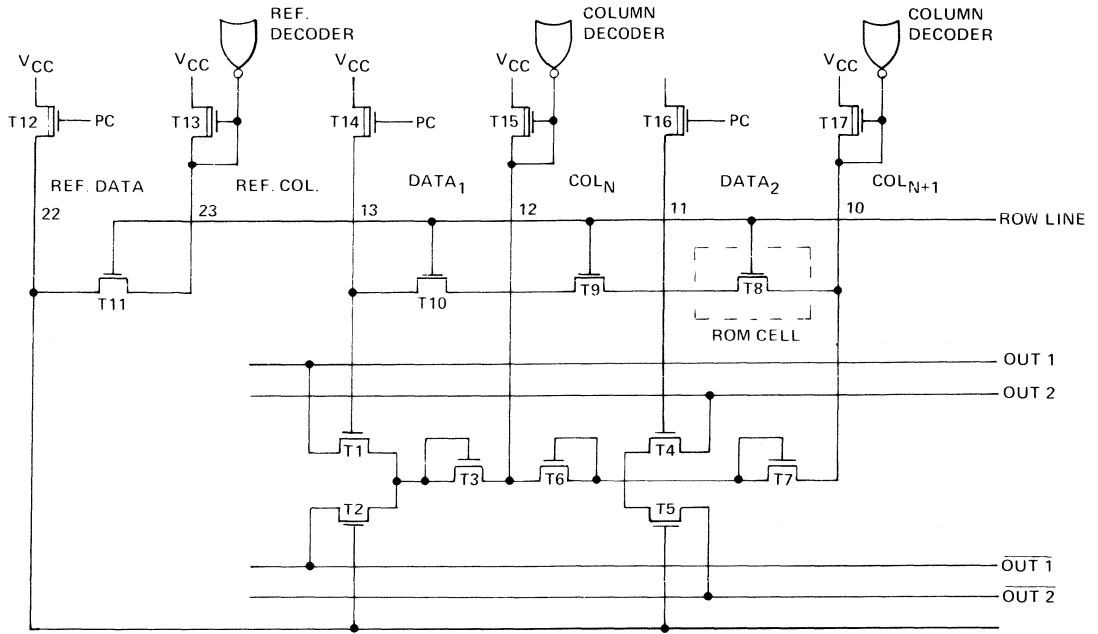 REF.
DECODER
COLUMN
DECODER
COLUMN
DECODER
VCC
VCC
VCC
VCC
VCC
T12
PC
T13
T14
PC
T15
T16
PC
T17
REF. DATA
REF. COL.
DATA1
COLN
DATA2
COLN+1
22
23
13
12
11
10
ROW LINE
T11
T10
T9
T8
ROM CELL
OUT 1
OUT 2
T1
T3
T6
T4
T7
T2
T5
OUT 1
OUT 2